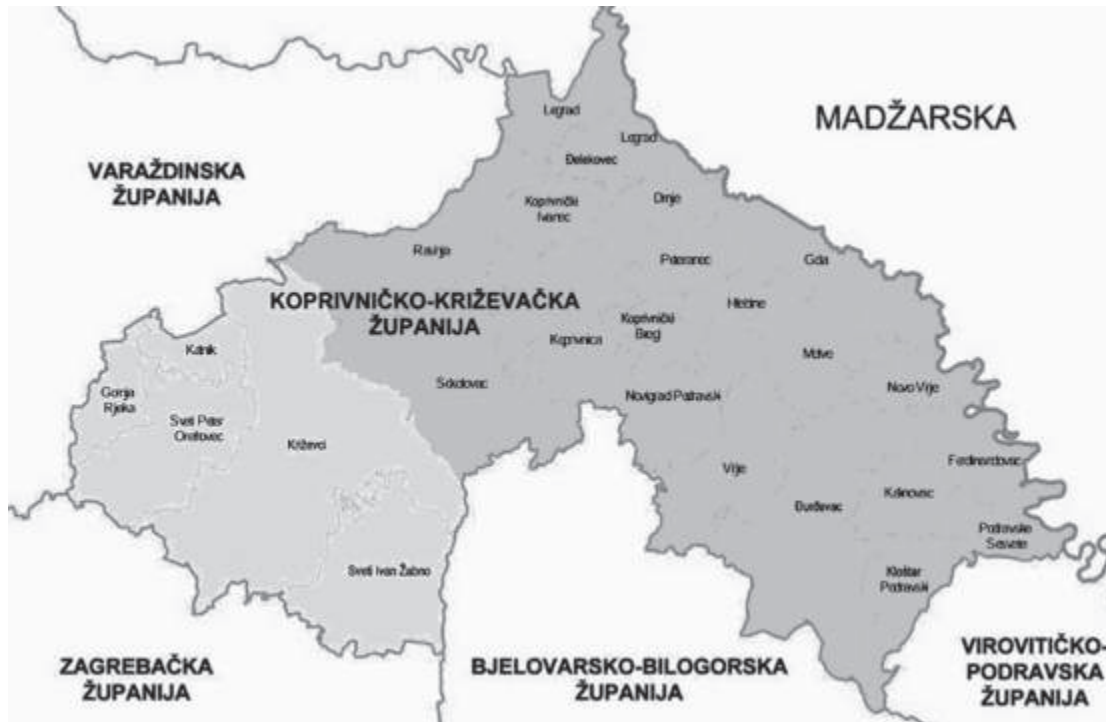 MADŽARSKA
VARAŽDINSKA
ŽUPANIJA
Legrad
Legrad
Đelekovec
Koprivnički
Ivanec
Drnje
Rasinja
Peteranec
Gola
KOPRIVNIČKO-KRIŽEVAČKA
ŽUPANIJA
Hlebine
Koprivnički
Bregi
Koprivnica
Molve
Kalnik
Sokolovac
Novigrad Podravski
Novo Virje
Gornja
Rijeka
Sveti Petar
Orehovec
Križevci
Virje
Ferdinandovac
Kalinovac
Đurđevac
Podravske
Sesvete
Sveti Ivan Žabno
Kloštar
Podravski
ZAGREBAČKA
ŽUPANIJA
BJELOVARSKO-BILOGORSKA
ŽUPANIJA
VIROVITIČKO-
PODRAVSKA
ŽUPANIJA